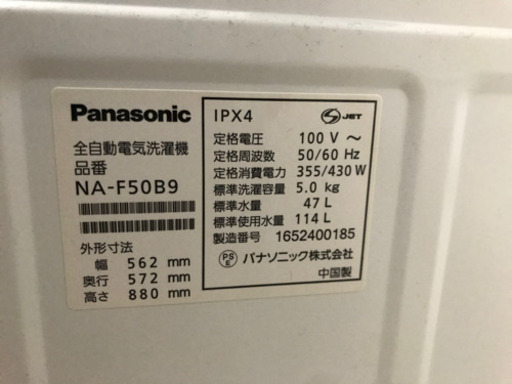 Panasonic
全自動電気洗濯機
品番
NA-F50B9
外形寸法
幅 562 mm
奥行 572 mm
高さ 880 mm
IPX4
S JET
定格電圧 100 V ～
定格周波数 50/60 Hz
定格消費電力 355/430 W
標準洗濯容量 5.0 kg
標準水量 47 L
標準使用水量 114 L
製造番号 1652400185
PS E パナソニック株式会社
中国製